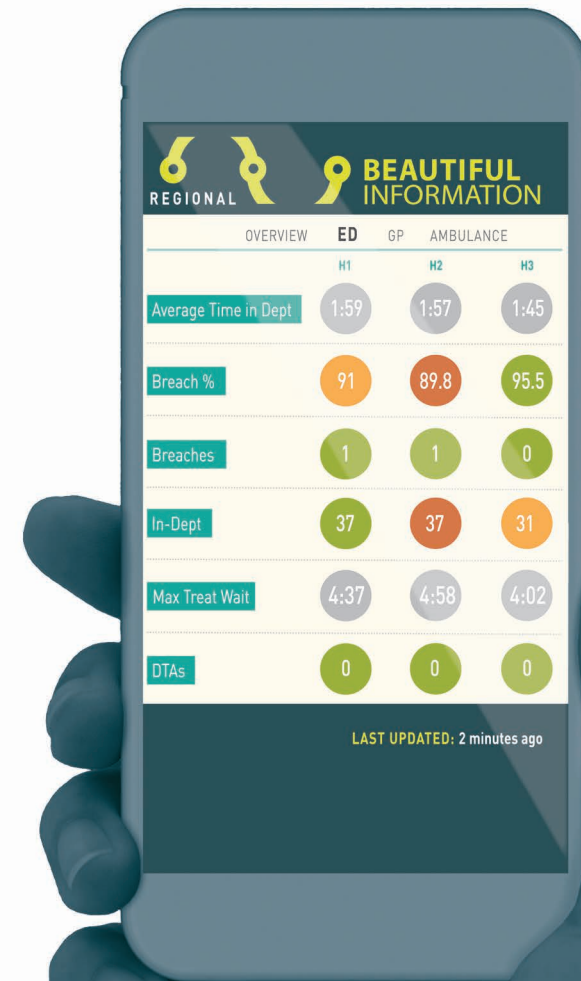 REGIONAL
BEAUTIFUL
INFORMATION
OVERVIEW ED GP AMBULANCE
H1 H2 H3
Average Time in Dept 1:59 1:57 1:45
Breach % 91 89.8 95.5
Breaches 1 1 0
In-Dept 37 37 31
Max Treat Wait 4:37 4:58 4:02
DTAs 0 0 0
LAST UPDATED: 2 minutes ago